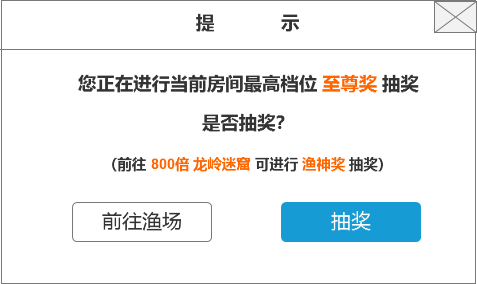 提 示
您正在进行当前房间最高档位 至尊奖 抽奖
是否抽奖？
（前往 800倍 龙岭迷窟 可进行 渔神奖 抽奖）
前往渔场
抽奖